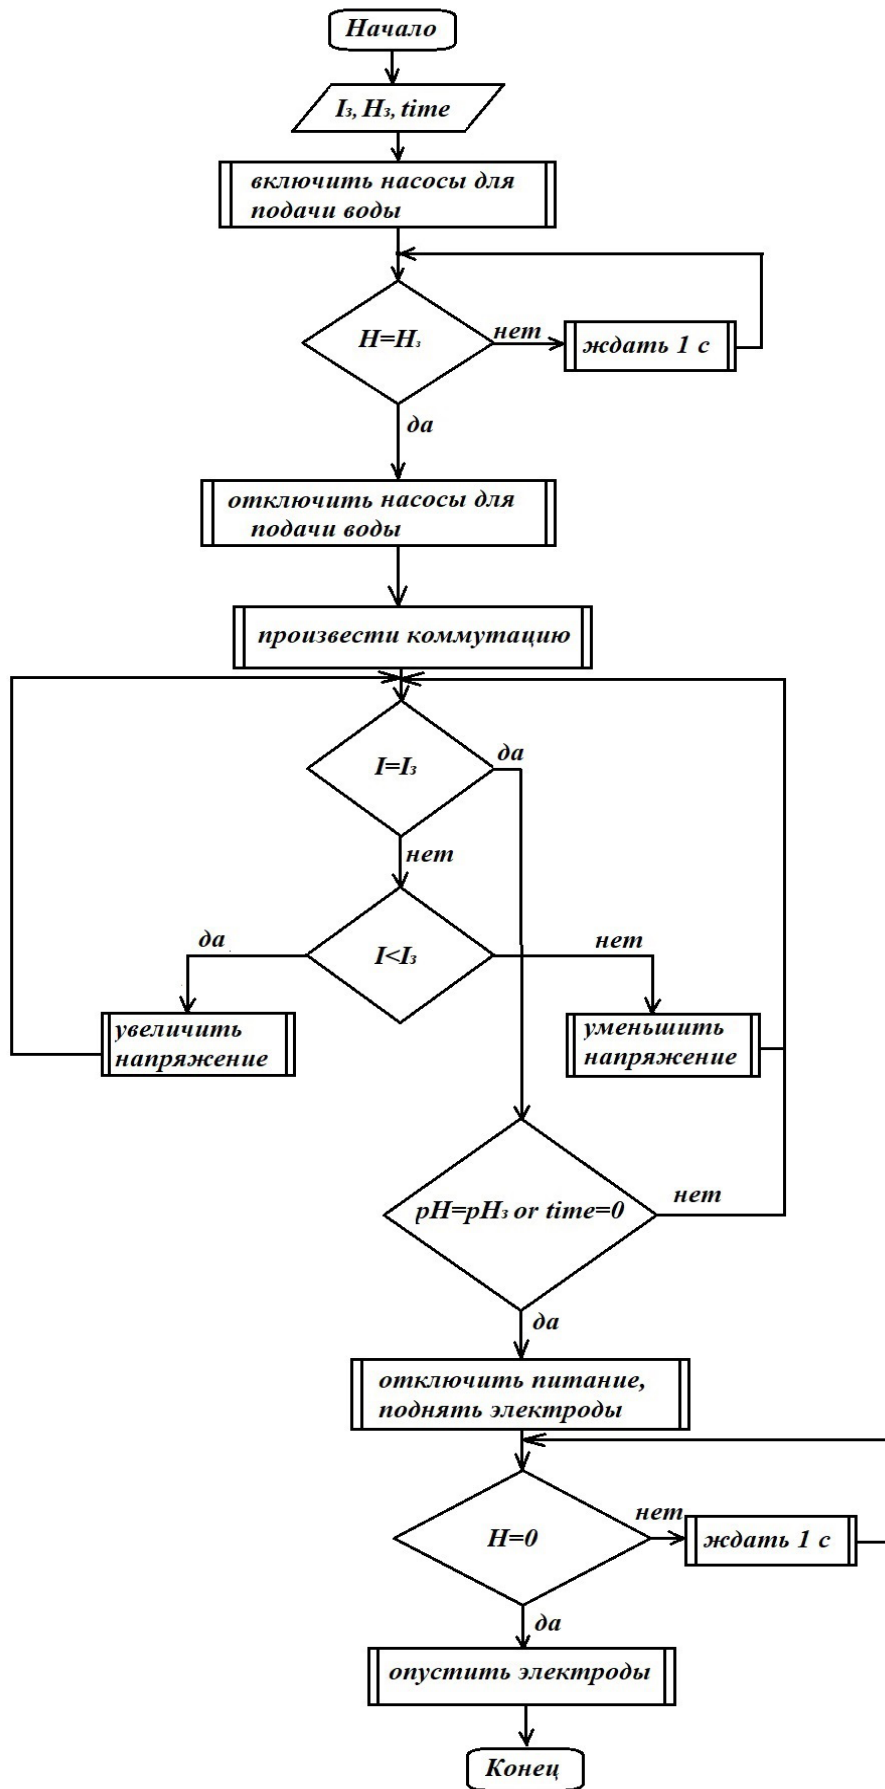 Начало
Iз, Hз, time
включить насосы для
подачи воды
H=Hз
нет
ждать 1 с
да
отключить насосы для
подачи воды
произвести коммутацию
I=Iз
да
нет
I<Iз
да
нет
увеличить
напряжение
уменьшить
напряжение
pH=pHз or time=0
нет
да
отключить питание,
поднять электроды
H=0
нет
ждать 1 с
да
опустить электроды
Конец